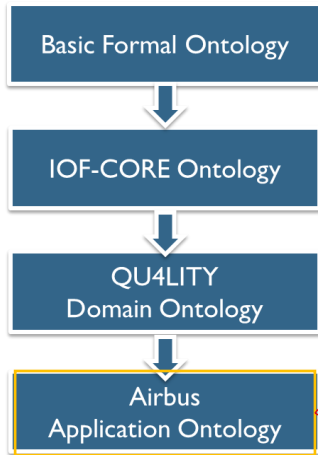 Basic Formal Ontology
IOF-CORE Ontology
QU4LITY
Domain Ontology
Airbus
Application Ontology